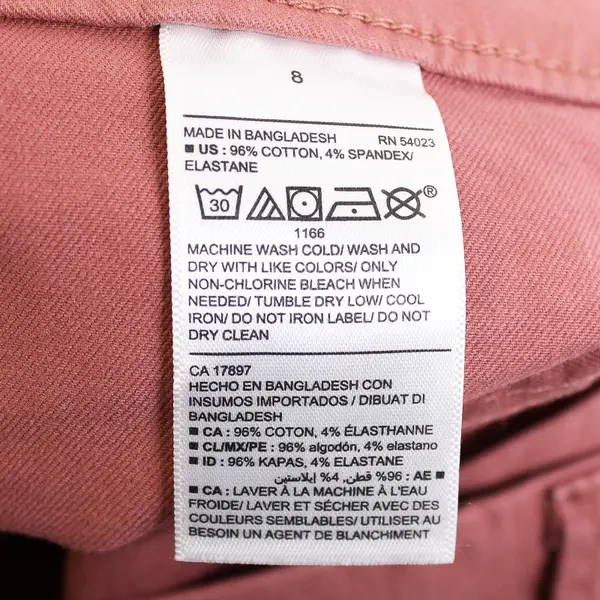 8
MADE IN BANGLADESH RN 54023
■ US : 96% COTTON, 4% SPANDEX/
ELASTANE
30
®
1166
MACHINE WASH COLD/ WASH AND
DRY WITH LIKE COLORS/ ONLY
NON-CHLORINE BLEACH WHEN
NEEDED/ TUMBLE DRY LOW/ COOL
IRON/ DO NOT IRON LABEL/ DO NOT
DRY CLEAN
CA 17897
HECHO EN BANGLADESH CON
INSUMOS IMPORTADOS / DIBUAT DI
BANGLADESH
■ CA : 96% COTON, 4% ÉLASTHANNE
■ CL/MX/PE : 96% algodón, 4% elastano
■ ID : 96% KAPAS, 4% ELASTANE
■ AE : 96% قطن, 4% إيلاستين
■ CA : LAVER À LA MACHINE À L'EAU
FROIDE/ LAVER ET SÉCHER AVEC DES
COULEURS SEMBLABLES/ UTILISER AU
BESOIN UN AGENT DE BLANCHIMENT